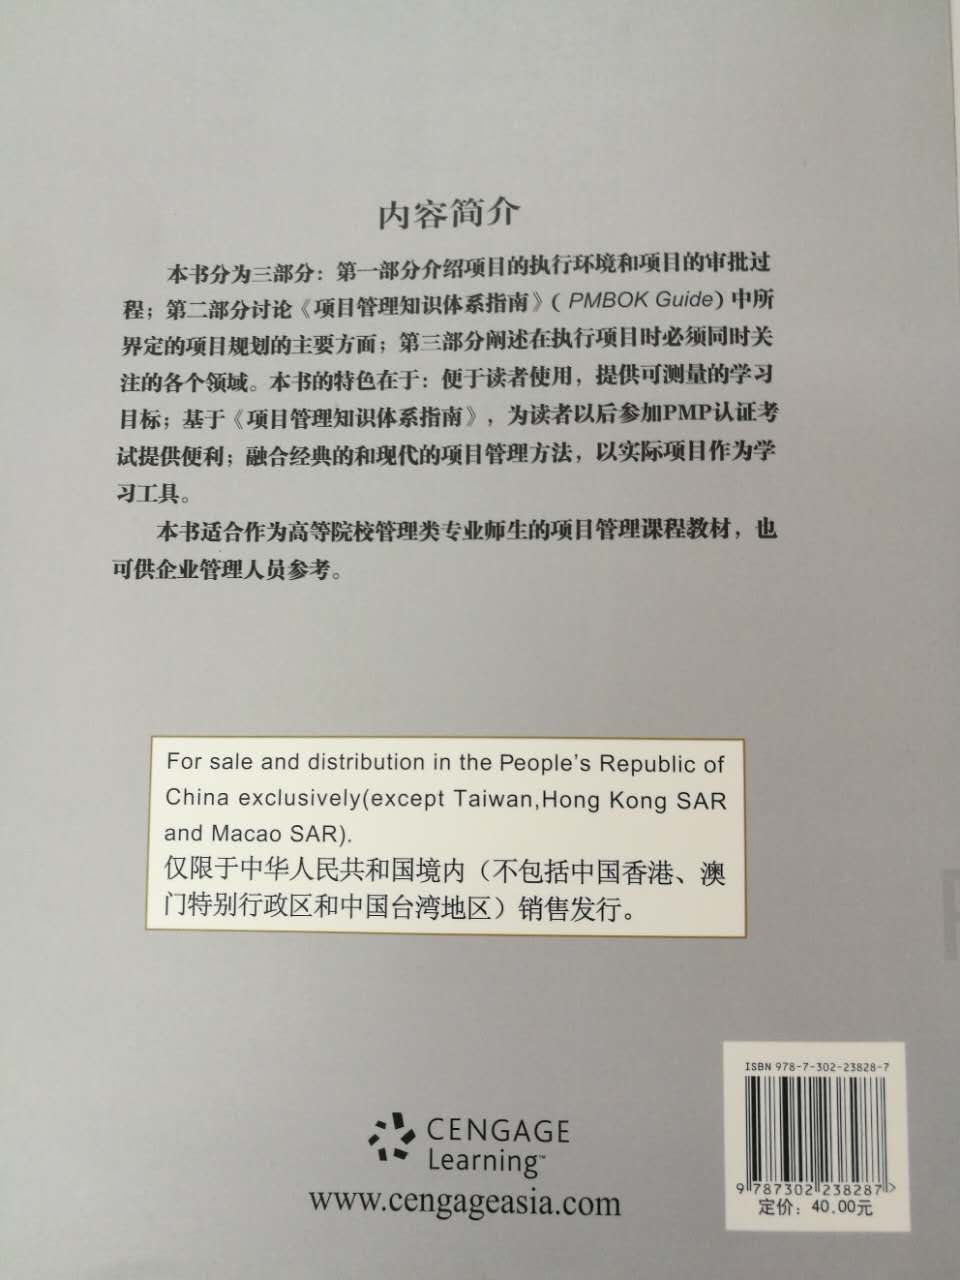 内容简介
本书分为三部分：第一部分介绍项目的执行环境和项目的审批过
程；第二部分讨论《项目管理知识体系指南》（PMBOK Guide）中所
界定的项目规划的主要方面；第三部分阐述在执行项目时必须同时关
注的各个领域。本书的特色在于：便于读者使用，提供可测量的学习
目标；基于《项目管理知识体系指南》，为读者以后参加PMP认证考
试提供便利；融合经典的和现代的项目管理方法，以实际项目作为学
习工具。
本书适合作为高等院校管理类专业师生的项目管理课程教材，也
可供企业管理人员参考。
For sale and distribution in the People's Republic of
China exclusively(except Taiwan,Hong Kong SAR
and Macao SAR).
仅限于中华人民共和国境内（不包括中国香港、澳
门特别行政区和中国台湾地区）销售发行。
ISBN 978-7-302-23828-7
9 787302 238287 >
定价：40.00元
CENGAGE
Learning™
www.cengageasia.com